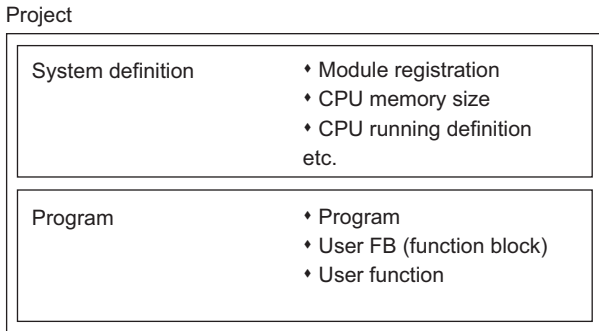 Project
System definition
♦ Module registration
♦ CPU memory size
♦ CPU running definition
etc.
Program
♦ Program
♦ User FB (function block)
♦ User function